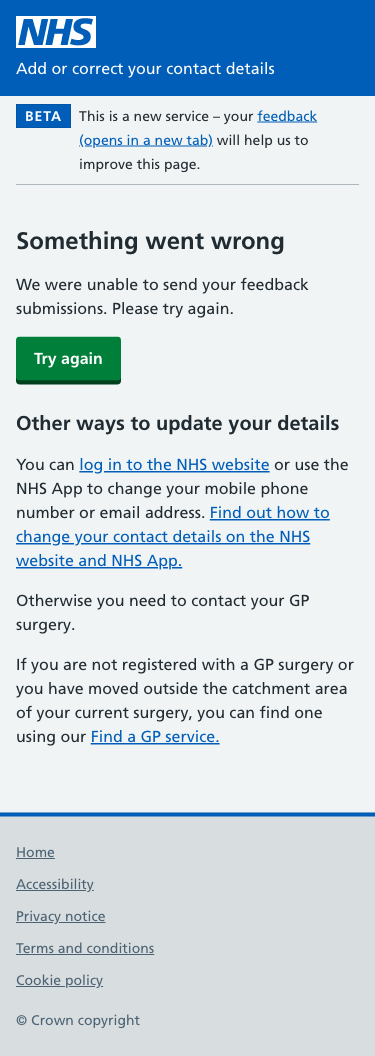 NHS
Add or correct your contact details
BETA
This is a new service – your feedback
(opens in a new tab) will help us to
improve this page.
Something went wrong
We were unable to send your feedback
submissions. Please try again.
Try again
Other ways to update your details
You can log in to the NHS website or use the
NHS App to change your mobile phone
number or email address. Find out how to
change your contact details on the NHS
website and NHS App.
Otherwise you need to contact your GP
surgery.
If you are not registered with a GP surgery or
you have moved outside the catchment area
of your current surgery, you can find one
using our Find a GP service.
Home
Accessibility
Privacy notice
Terms and conditions
Cookie policy
© Crown copyright